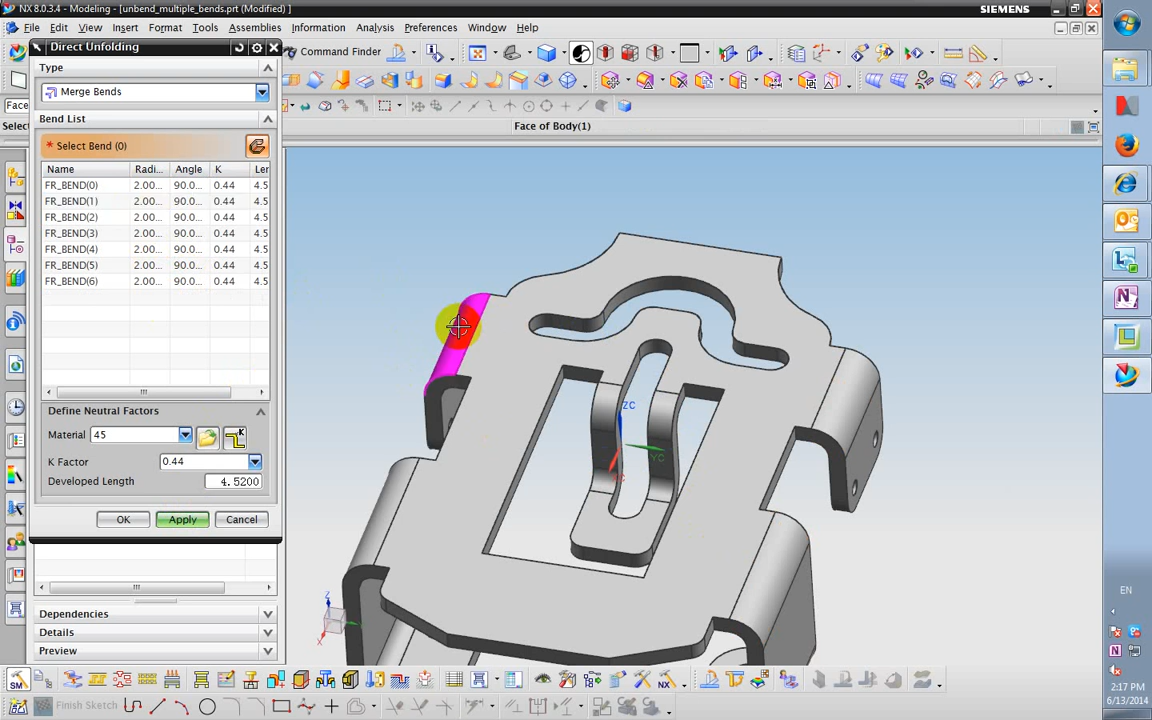 NX 8.0.3.4 - Modeling - [unbend_multiple_bends.prt (Modified) ]
SIEMENS
File Edit View Insert Format Tools Assemblies Information Analysis Preferences Window Help
Direct Unfolding
Command Finder
Type
Merge Bends
Face of Body(1)
Bend List
* Select Bend (0)
Name Radi... Angle K Ler
FR_BEND(0) 2.00... 90.0... 0.44 4.5
FR_BEND(1) 2.00... 90.0... 0.44 4.5
FR_BEND(2) 2.00... 90.0... 0.44 4.5
FR_BEND(3) 2.00... 90.0... 0.44 4.5
FR_BEND(4) 2.00... 90.0... 0.44 4.5
FR_BEND(5) 2.00... 90.0... 0.44 4.5
FR_BEND(6) 2.00... 90.0... 0.44 4.5
Define Neutral Factors
Material 45
K Factor 0.44
Developed Length 4.5200
OK Apply Cancel
Dependencies
Details
Preview
ZC
YC
XC
Z
X
Finish Sketch
EN
2:17 PM
6/13/2014